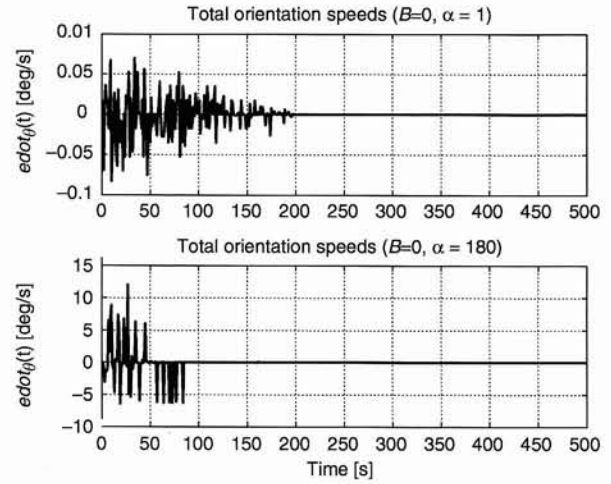 Total orientation speeds (B=0, α = 1)
edotθ(t) [deg/s]
0.01
0.05
0
−0.05
−0.1
0 50 100 150 200 250 300 350 400 450 500
Total orientation speeds (B=0, α = 180)
edotθ(t) [deg/s]
15
10
5
0
−5
−10
0 50 100 150 200 250 300 350 400 450 500
Time [s]